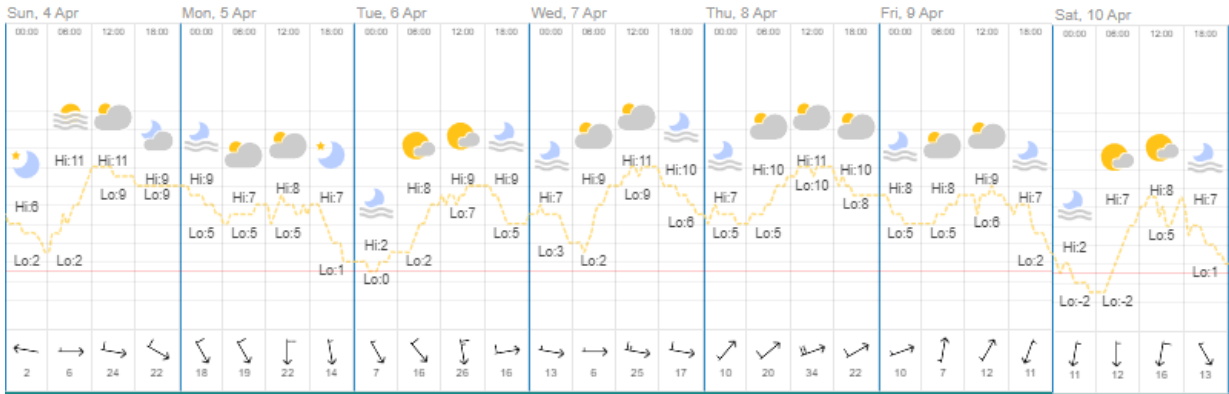 Sun, 4 Apr Mon, 5 Apr Tue, 6 Apr Wed, 7 Apr Thu, 8 Apr Fri, 9 Apr Sat, 10 Apr
00:00 06:00 12:00 18:00 00:00 06:00 12:00 18:00 00:00 06:00 12:00 18:00 00:00 06:00 12:00 18:00 00:00 06:00 12:00 18:00 00:00 06:00 12:00 18:00 00:00 06:00 12:00 18:00
Hi:6 Hi:11 Hi:11 Hi:9 Hi:9 Hi:7 Hi:8 Hi:7 Hi:2 Hi:8 Hi:9 Hi:9 Hi:7 Hi:9 Hi:11 Hi:10 Hi:7 Hi:10 Hi:11 Hi:10 Hi:8 Hi:8 Hi:9 Hi:7 Hi:2 Hi:7 Hi:8 Hi:7
Lo:2 Lo:2 Lo:9 Lo:9 Lo:5 Lo:5 Lo:5 Lo:1 Lo:0 Lo:2 Lo:7 Lo:5 Lo:3 Lo:2 Lo:9 Lo:6 Lo:5 Lo:5 Lo:10 Lo:8 Lo:5 Lo:5 Lo:6 Lo:2 Lo:-2 Lo:-2 Lo:5 Lo:1
2 6 24 22 18 19 22 14 7 16 26 16 13 6 25 17 10 20 34 22 10 7 12 11 11 12 16 13